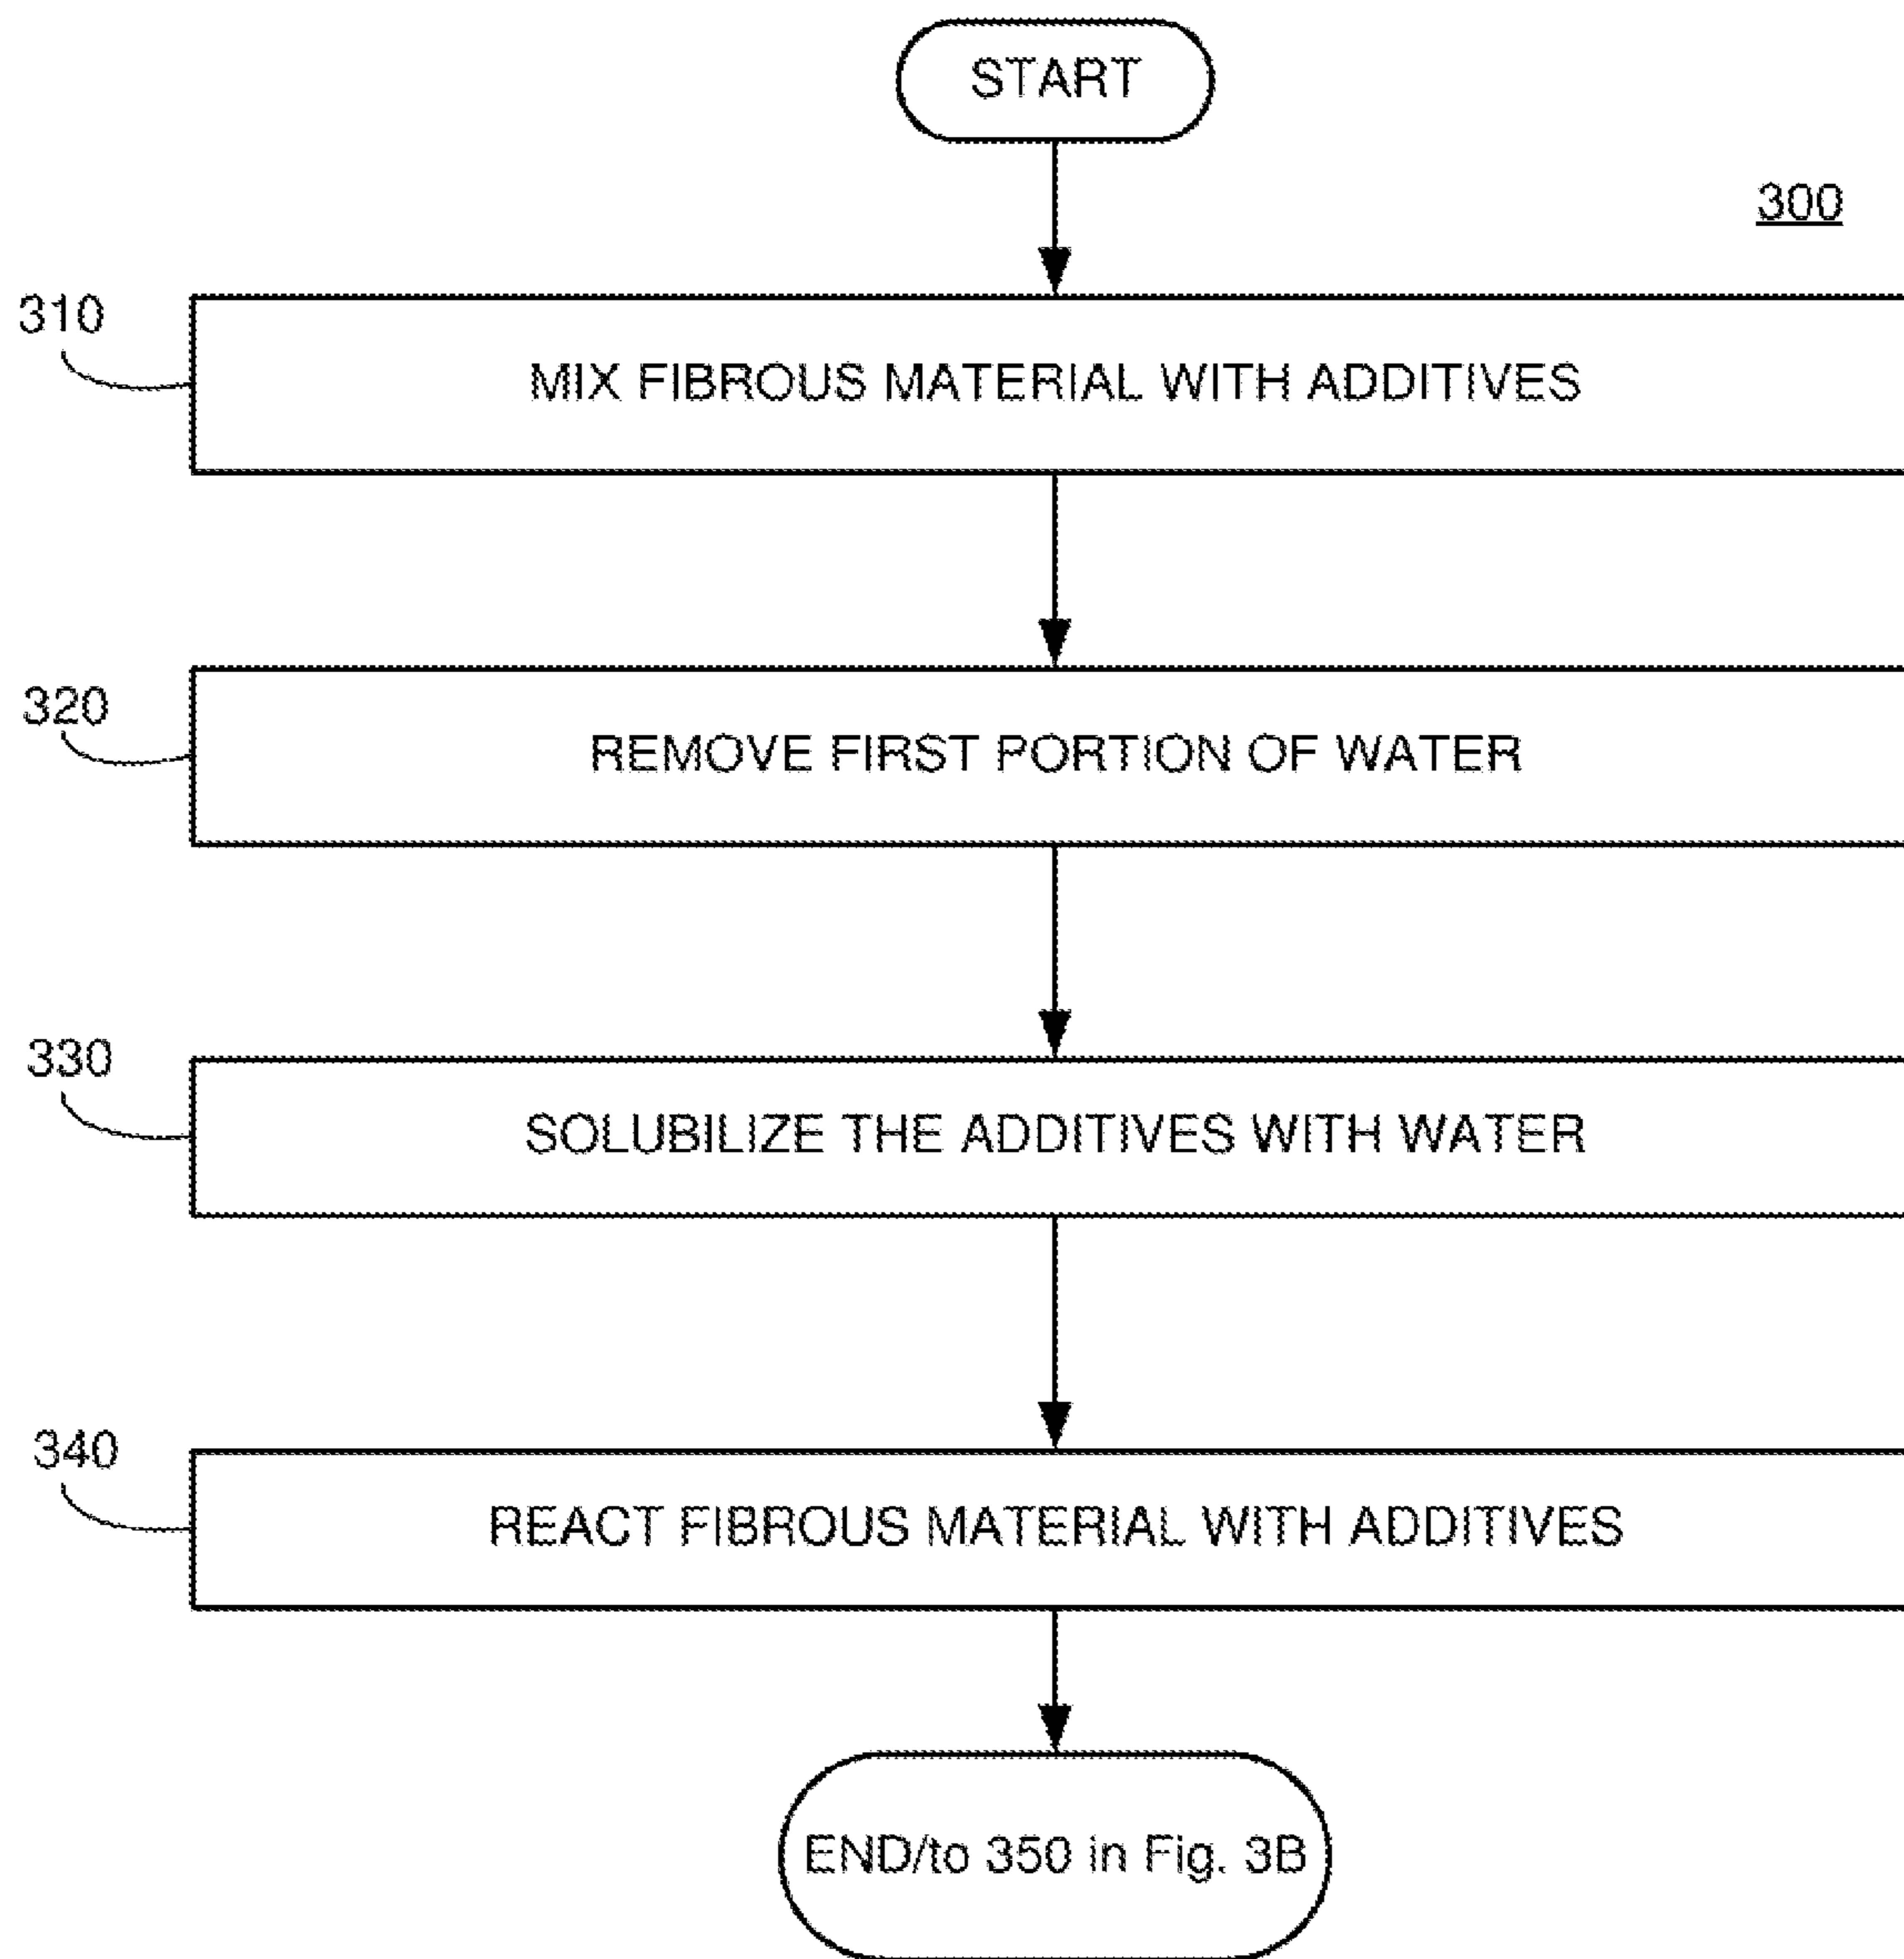 START
300
310
MIX FIBROUS MATERIAL WITH ADDITIVES
320
REMOVE FIRST PORTION OF WATER
330
SOLUBILIZE THE ADDITIVES WITH WATER
340
REACT FIBROUS MATERIAL WITH ADDITIVES
END/to 350 in Fig. 3B